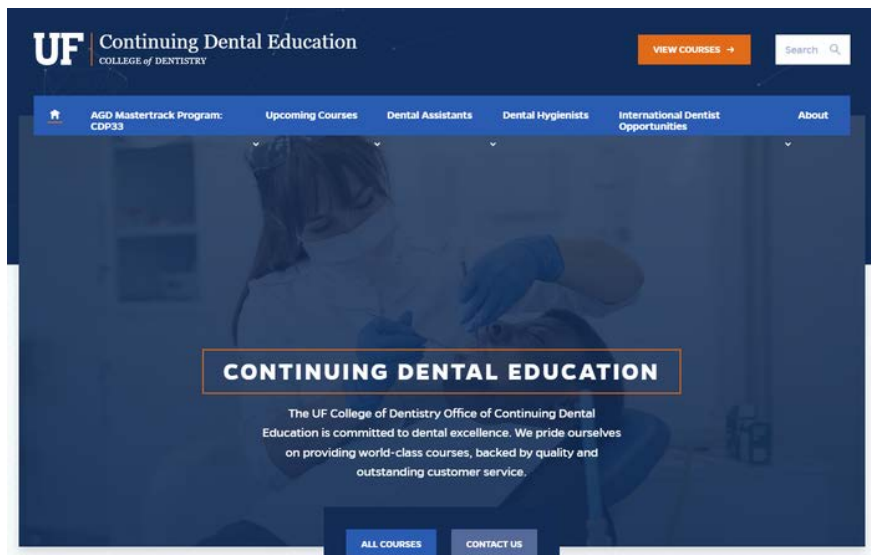 UF
Continuing Dental Education
COLLEGE of DENTISTRY
VIEW COURSES →
Search
AGD Mastertrack Program:
CDP33
Upcoming Courses
Dental Assistants
Dental Hygienists
International Dentist
Opportunities
About
CONTINUING DENTAL EDUCATION
The UF College of Dentistry Office of Continuing Dental
Education is committed to dental excellence. We pride ourselves
on providing world-class courses, backed by quality and
outstanding customer service.
ALL COURSES
CONTACT US